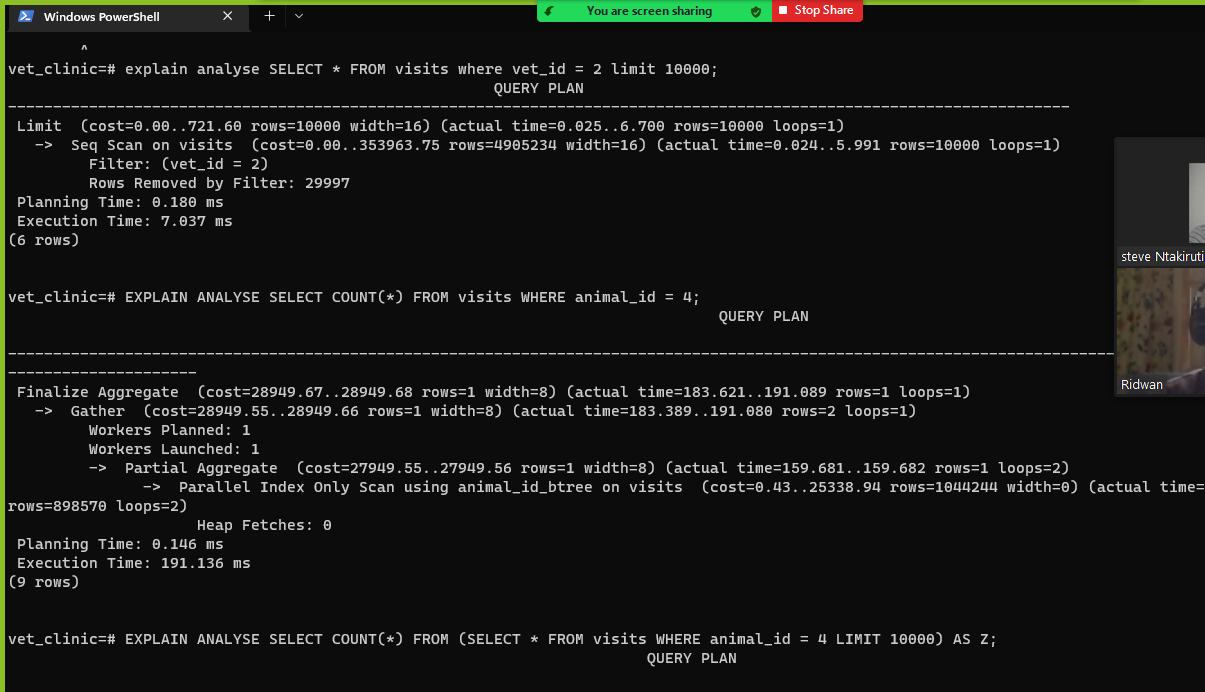 Windows PowerShell
You are screen sharing
Stop Share
^
vet_clinic=# explain analyse SELECT * FROM visits where vet_id = 2 limit 10000;
QUERY PLAN
----------------------------------------------------------------------------------------------------------------------
Limit  (cost=0.00..721.60 rows=10000 width=16) (actual time=0.025..6.700 rows=10000 loops=1)
->  Seq Scan on visits  (cost=0.00..353963.75 rows=4905234 width=16) (actual time=0.024..5.991 rows=10000 loops=1)
Filter: (vet_id = 2)
Rows Removed by Filter: 29997
Planning Time: 0.180 ms
Execution Time: 7.037 ms
(6 rows)
vet_clinic=# EXPLAIN ANALYSE SELECT COUNT(*) FROM visits WHERE animal_id = 4;
QUERY PLAN
---------------------------------------------------------------------------------------------------------------------------
---------------------
Finalize Aggregate  (cost=28949.67..28949.68 rows=1 width=8) (actual time=183.621..191.089 rows=1 loops=1)
->  Gather  (cost=28949.55..28949.66 rows=1 width=8) (actual time=183.389..191.080 rows=2 loops=1)
Workers Planned: 1
Workers Launched: 1
->  Partial Aggregate  (cost=27949.55..27949.56 rows=1 width=8) (actual time=159.681..159.682 rows=1 loops=2)
->  Parallel Index Only Scan using animal_id_btree on visits  (cost=0.43..25338.94 rows=1044244 width=0) (actual time=
rows=898570 loops=2)
Heap Fetches: 0
Planning Time: 0.146 ms
Execution Time: 191.136 ms
(9 rows)
vet_clinic=# EXPLAIN ANALYSE SELECT COUNT(*) FROM (SELECT * FROM visits WHERE animal_id = 4 LIMIT 10000) AS Z;
QUERY PLAN
steve Ntakiruti
Ridwan